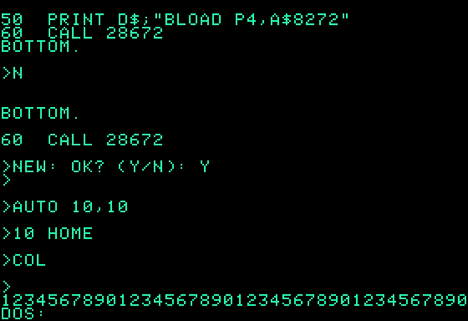 50  PRINT D$;"BLOAD P4,A$8272"
60  CALL 28672
BOTTOM.
>N
BOTTOM.
60  CALL 28672
>NEW: OK? (Y/N): Y
>
>AUTO 10,10
>10 HOME
>COL
>
1234567890123456789012345678901234567890
DOS: